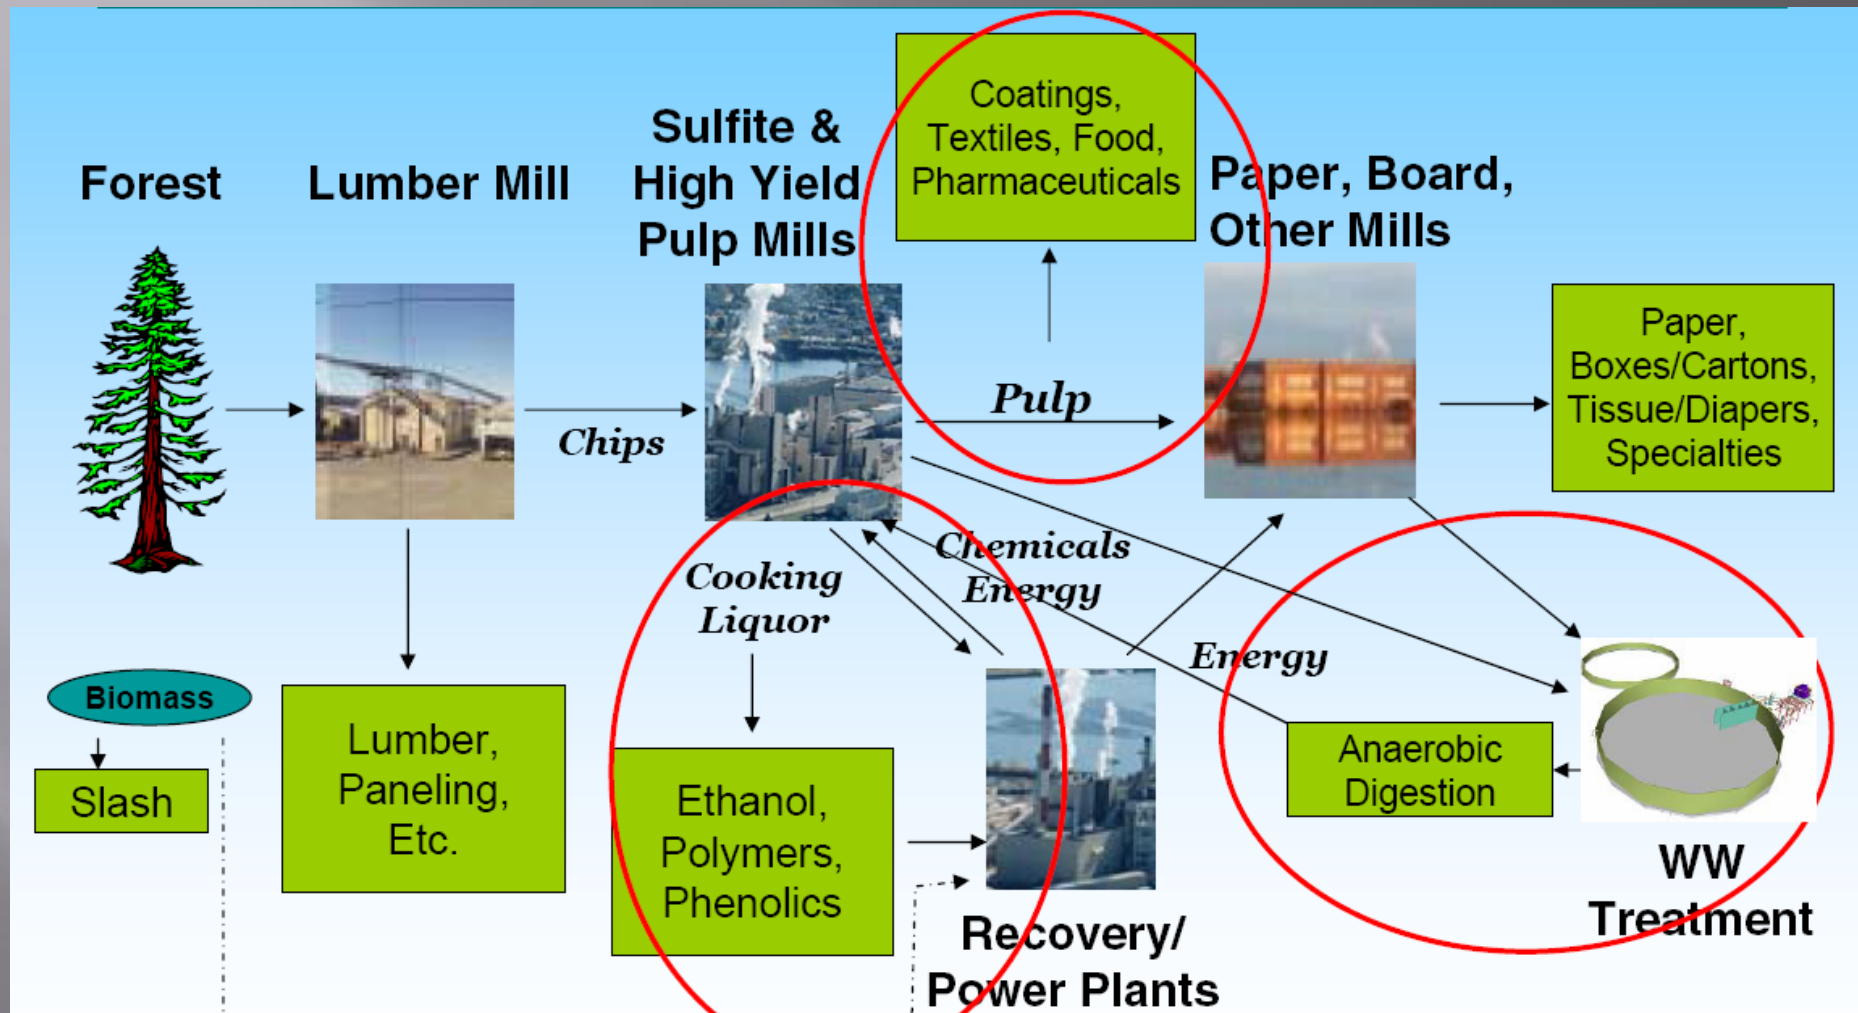 Forest
Lumber Mill
Sulfite &
High Yield
Pulp Mills
Coatings,
Textiles, Food,
Pharmaceuticals
Paper, Board,
Other Mills
Paper,
Boxes/Cartons,
Tissue/Diapers,
Specialties
Chips
Pulp
Cooking
Liquor
Chemicals
Energy
Energy
Biomass
Slash
Lumber,
Paneling,
Etc.
Ethanol,
Polymers,
Phenolics
Recovery/
Power Plants
Anaerobic
Digestion
WW
Treatment